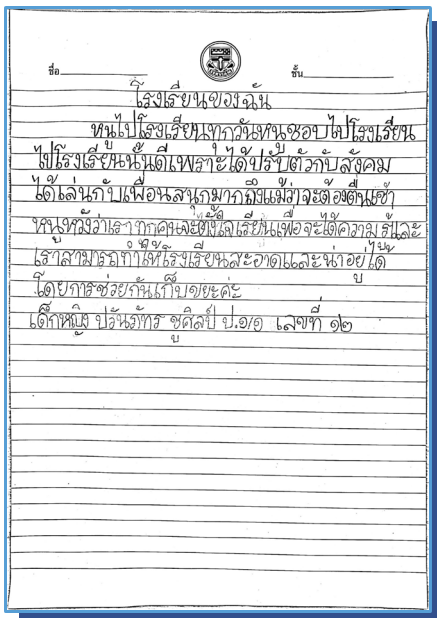 ชื่อ
ชั้น
โรงเรียนของฉัน
หนูไปโรงเรียนทุกวันหนูชอบไปโรงเรียน
ไปโรงเรียนนั้นดีเพราะได้ปรับตัวกับสังคม
ได้เล่นกับเพื่อนสนุกมากถึงแม้ว่าจะต้องตื่นเช้า
หนูหวังว่าเราทุกคนจะตั้งใจเรียนเพื่อจะได้ความรู้และ
เราสามารถทำให้โรงเรียนสะอาดและน่าอยู่ได้
โดยการช่วยกันเก็บขยะค่ะ
เด็กหญิง ปวันภัทร ชูศิลป์ ป.๑/๑ เลขที่ ๑๒